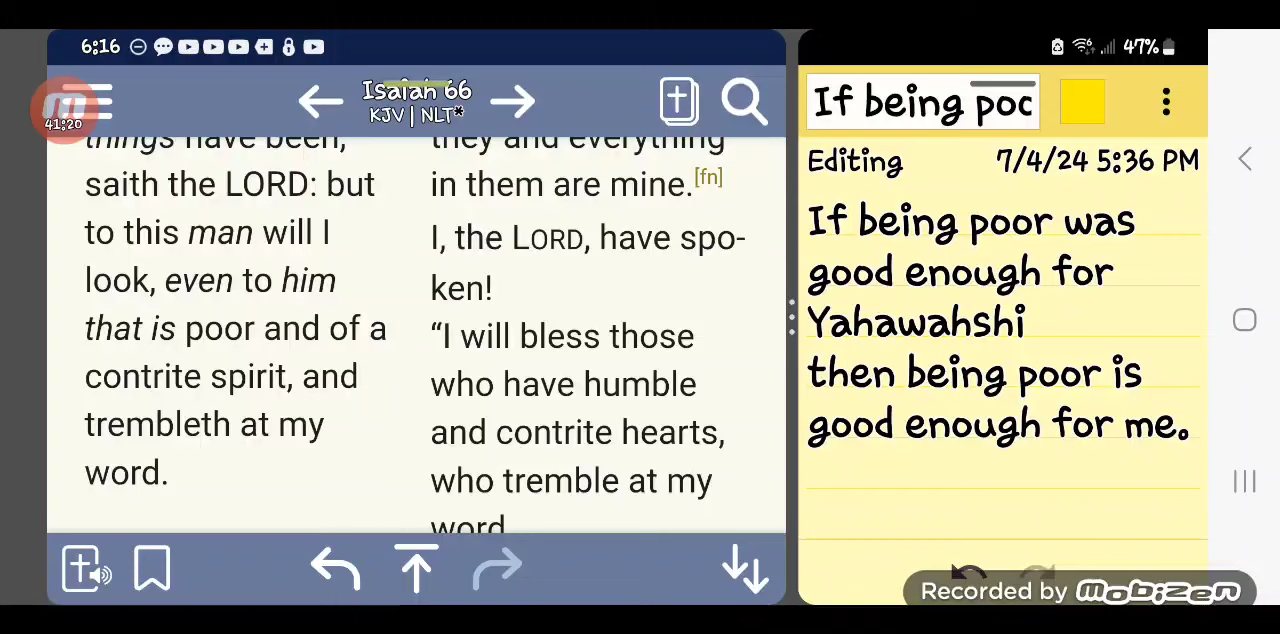 6:16
47%
41:20
Isaiah 66
KJV | NLT*
things have been,
saith the LORD: but
to this man will I
look, even to him
that is poor and of a
contrite spirit, and
trembleth at my
word.
they and everything
in them are mine.[fn]
I, the LORD, have spo-
ken!
“I will bless those
who have humble
and contrite hearts,
who tremble at my
word
If being poo
Editing 7/4/24 5:36 PM
If being poor was
good enough for
Yahawahshi
then being poor is
good enough for me.
Recorded by mobizen